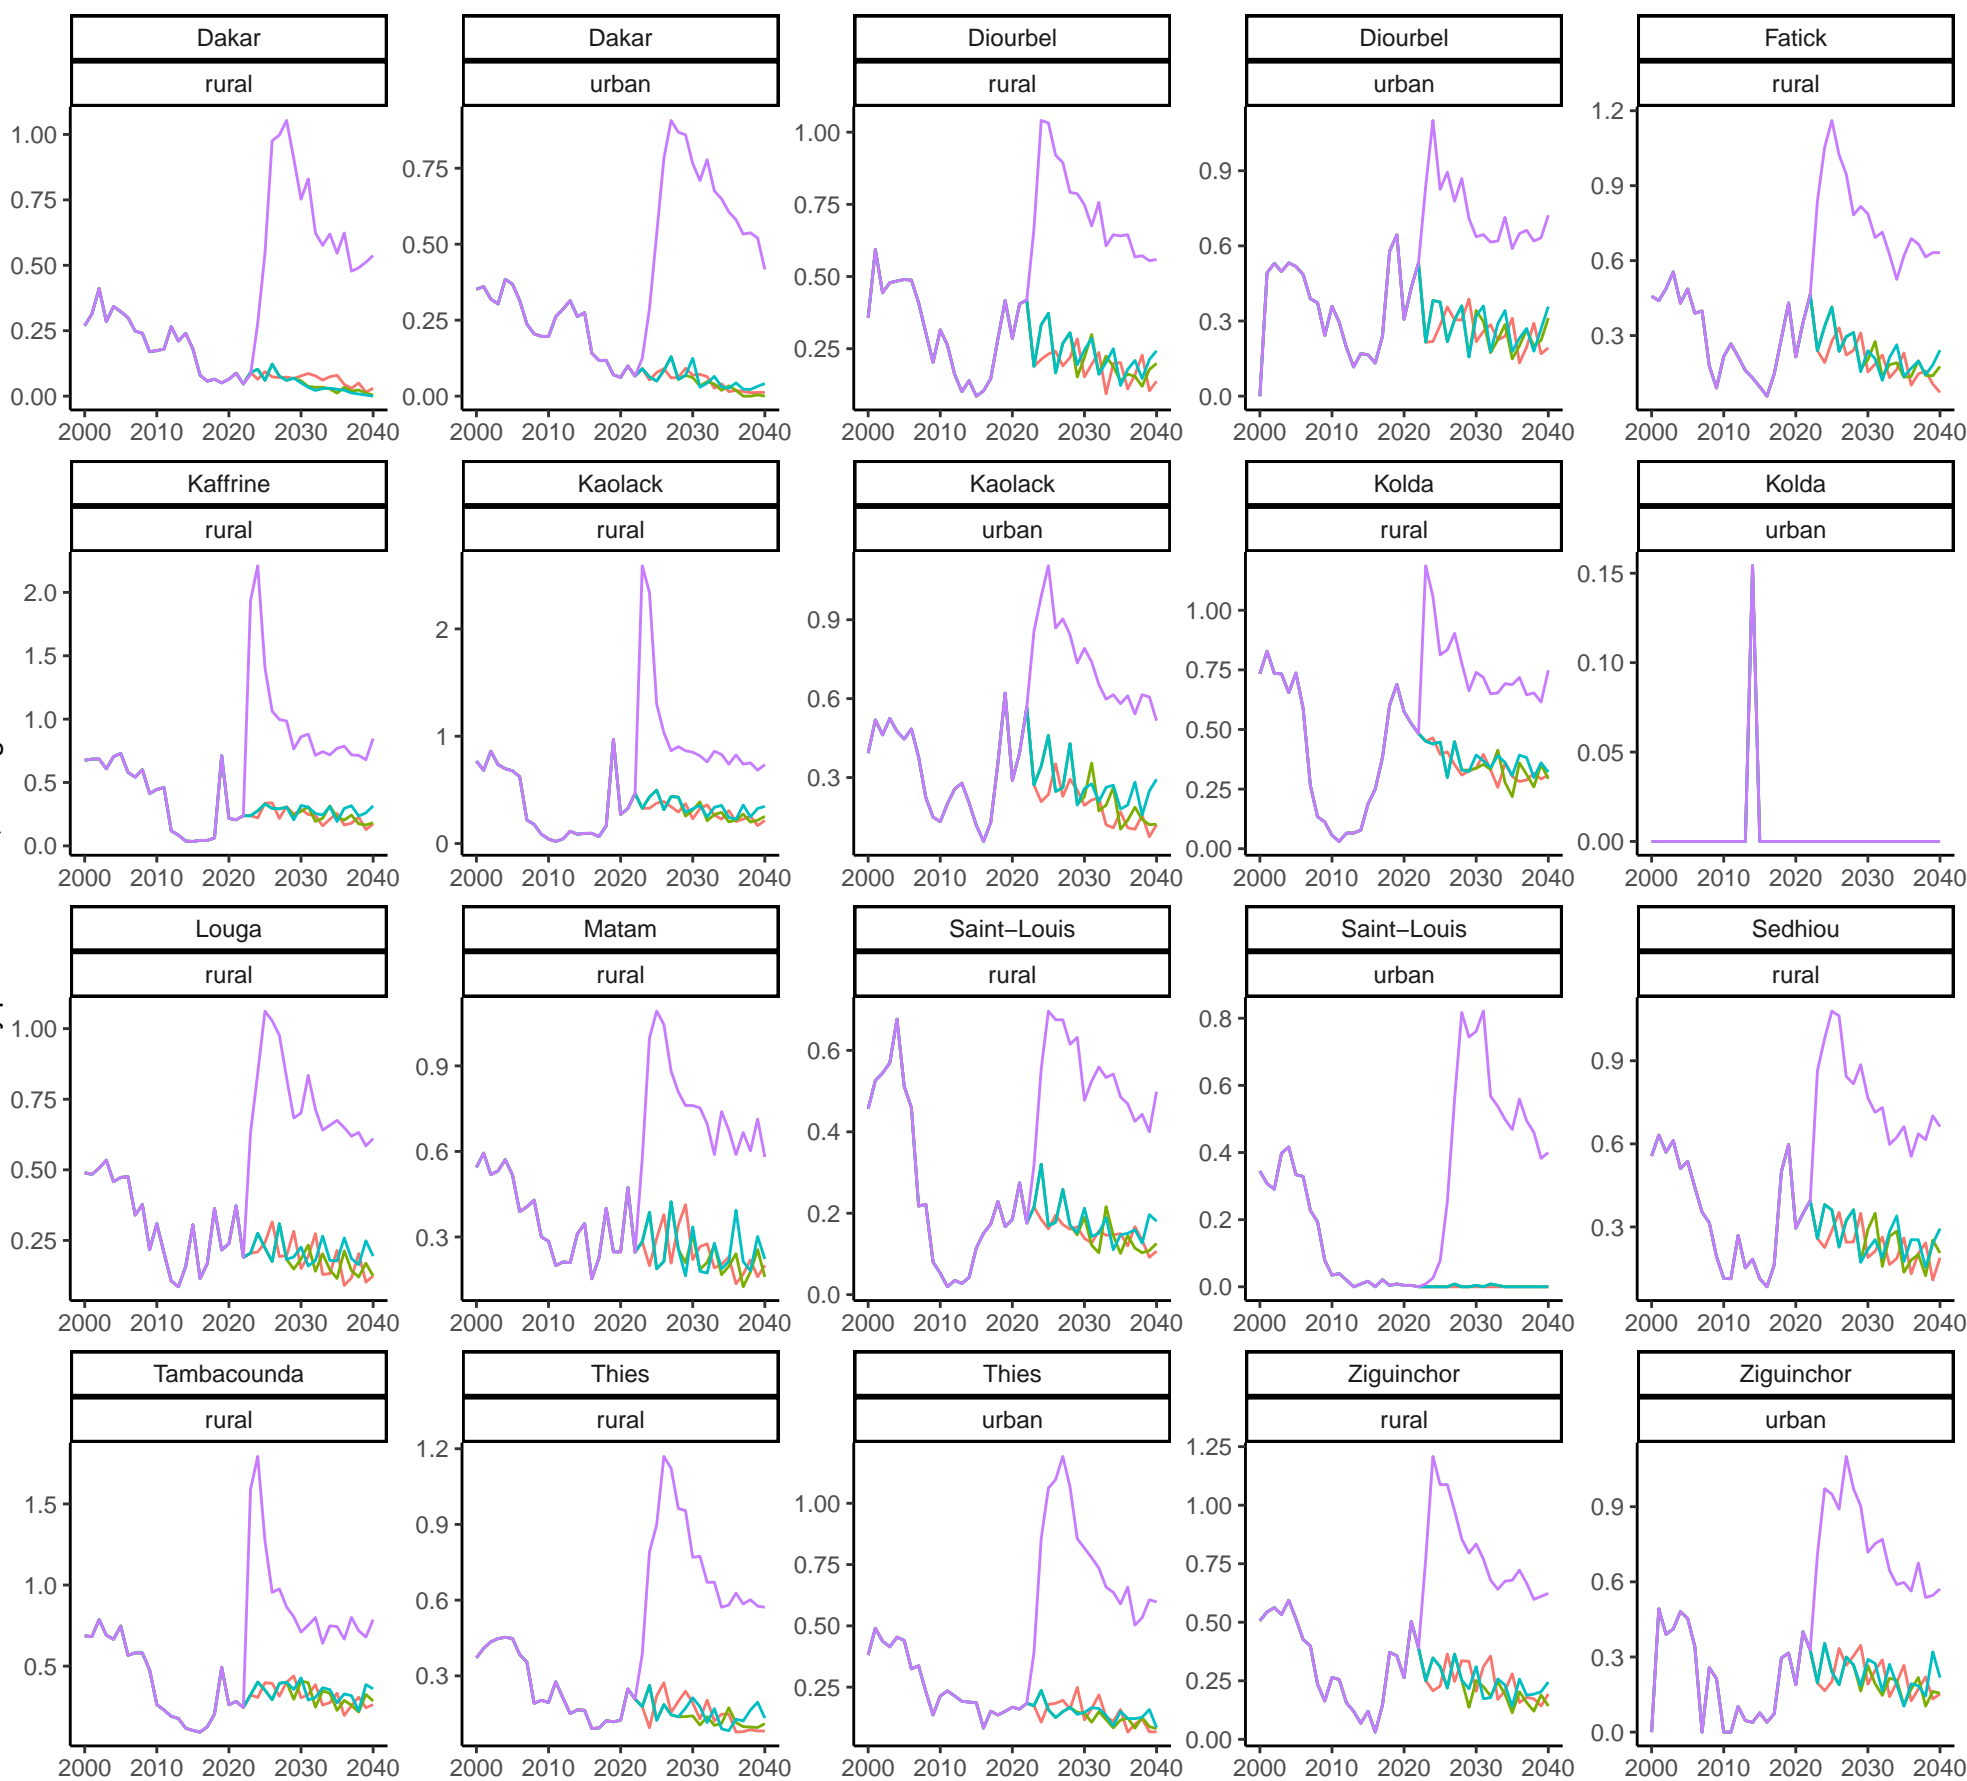 Dakar Dakar Diourbel Diourbel Fatick
rural urban rural urban rural
1.00 0.75 0.50 0.25 0.00
0.75 0.50 0.25 0.00
1.00 0.75 0.50 0.25
0.9 0.6 0.3 0.0
1.2 0.9 0.6 0.3
2000 2010 2020 2030 2040 2000 2010 2020 2030 2040 2000 2010 2020 2030 2040 2000 2010 2020 2030 2040 2000 2010 2020 2030 2040
Kaffrine Kaolack Kaolack Kolda Kolda
rural rural urban rural urban
2.0 1.5 1.0 0.5 0.0
2 1 0
0.9 0.6 0.3
1.00 0.75 0.50 0.25 0.00
0.15 0.10 0.05 0.00
2000 2010 2020 2030 2040 2000 2010 2020 2030 2040 2000 2010 2020 2030 2040 2000 2010 2020 2030 2040 2000 2010 2020 2030 2040
Louga Matam Saint−Louis Saint−Louis Sedhiou
rural rural rural urban rural
1.00 0.75 0.50 0.25
0.9 0.6 0.3
0.6 0.4 0.2 0.0
0.8 0.6 0.4 0.2 0.0
0.9 0.6 0.3
2000 2010 2020 2030 2040 2000 2010 2020 2030 2040 2000 2010 2020 2030 2040 2000 2010 2020 2030 2040 2000 2010 2020 2030 2040
Tambacounda Thies Thies Ziguinchor Ziguinchor
rural rural urban rural urban
1.5 1.0 0.5
1.2 0.9 0.6 0.3
1.00 0.75 0.50 0.25
1.25 1.00 0.75 0.50 0.25 0.00
0.9 0.6 0.3 0.0
2000 2010 2020 2030 2040 2000 2010 2020 2030 2040 2000 2010 2020 2030 2040 2000 2010 2020 2030 2040 2000 2010 2020 2030 2040